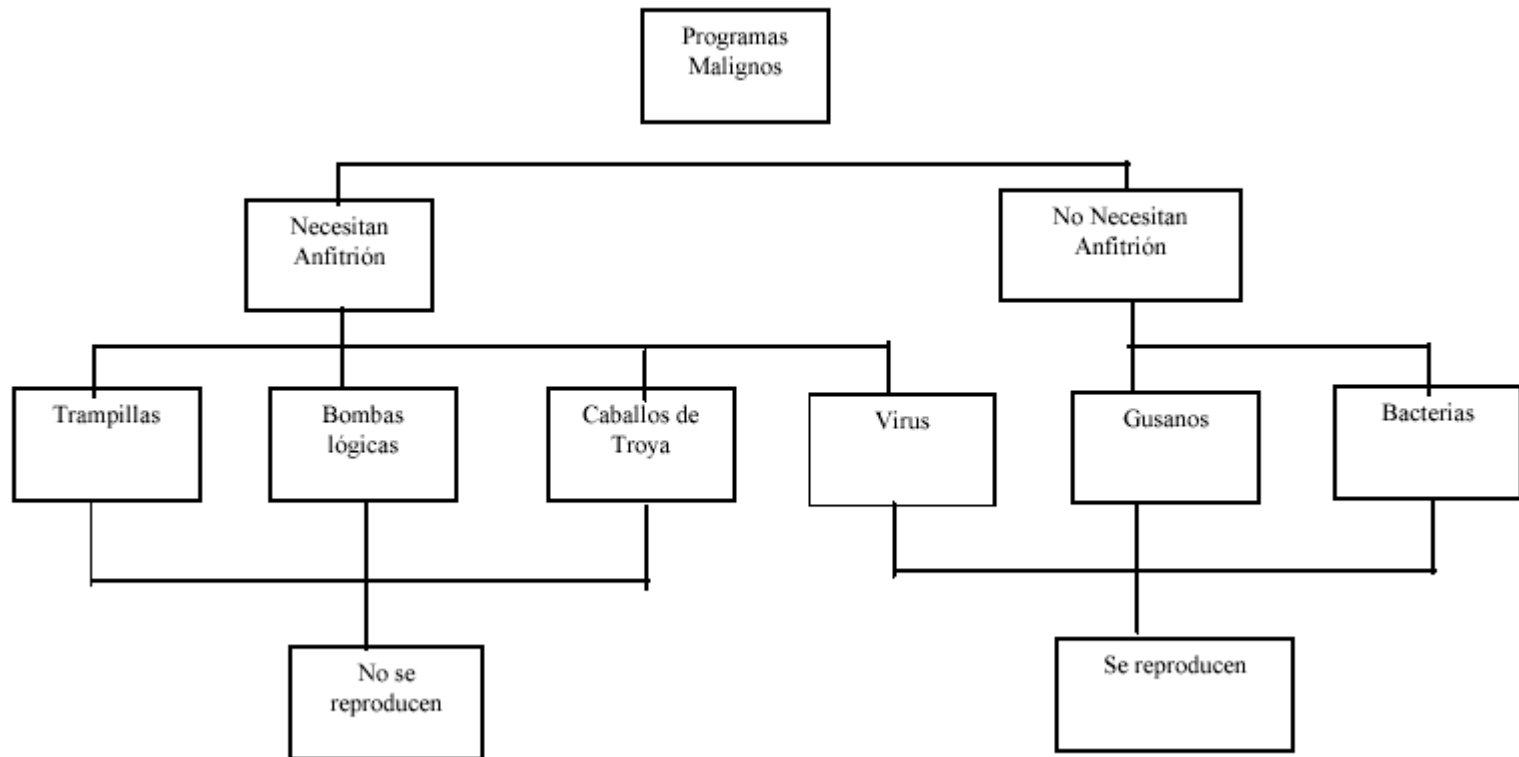 Programas
Malignos
Necesitan
Anfitrión
No Necesitan
Anfitrión
Trampillas
Bombas
lógicas
Caballos de
Troya
Virus
Gusanos
Bacterias
No se
reproducen
Se reproducen